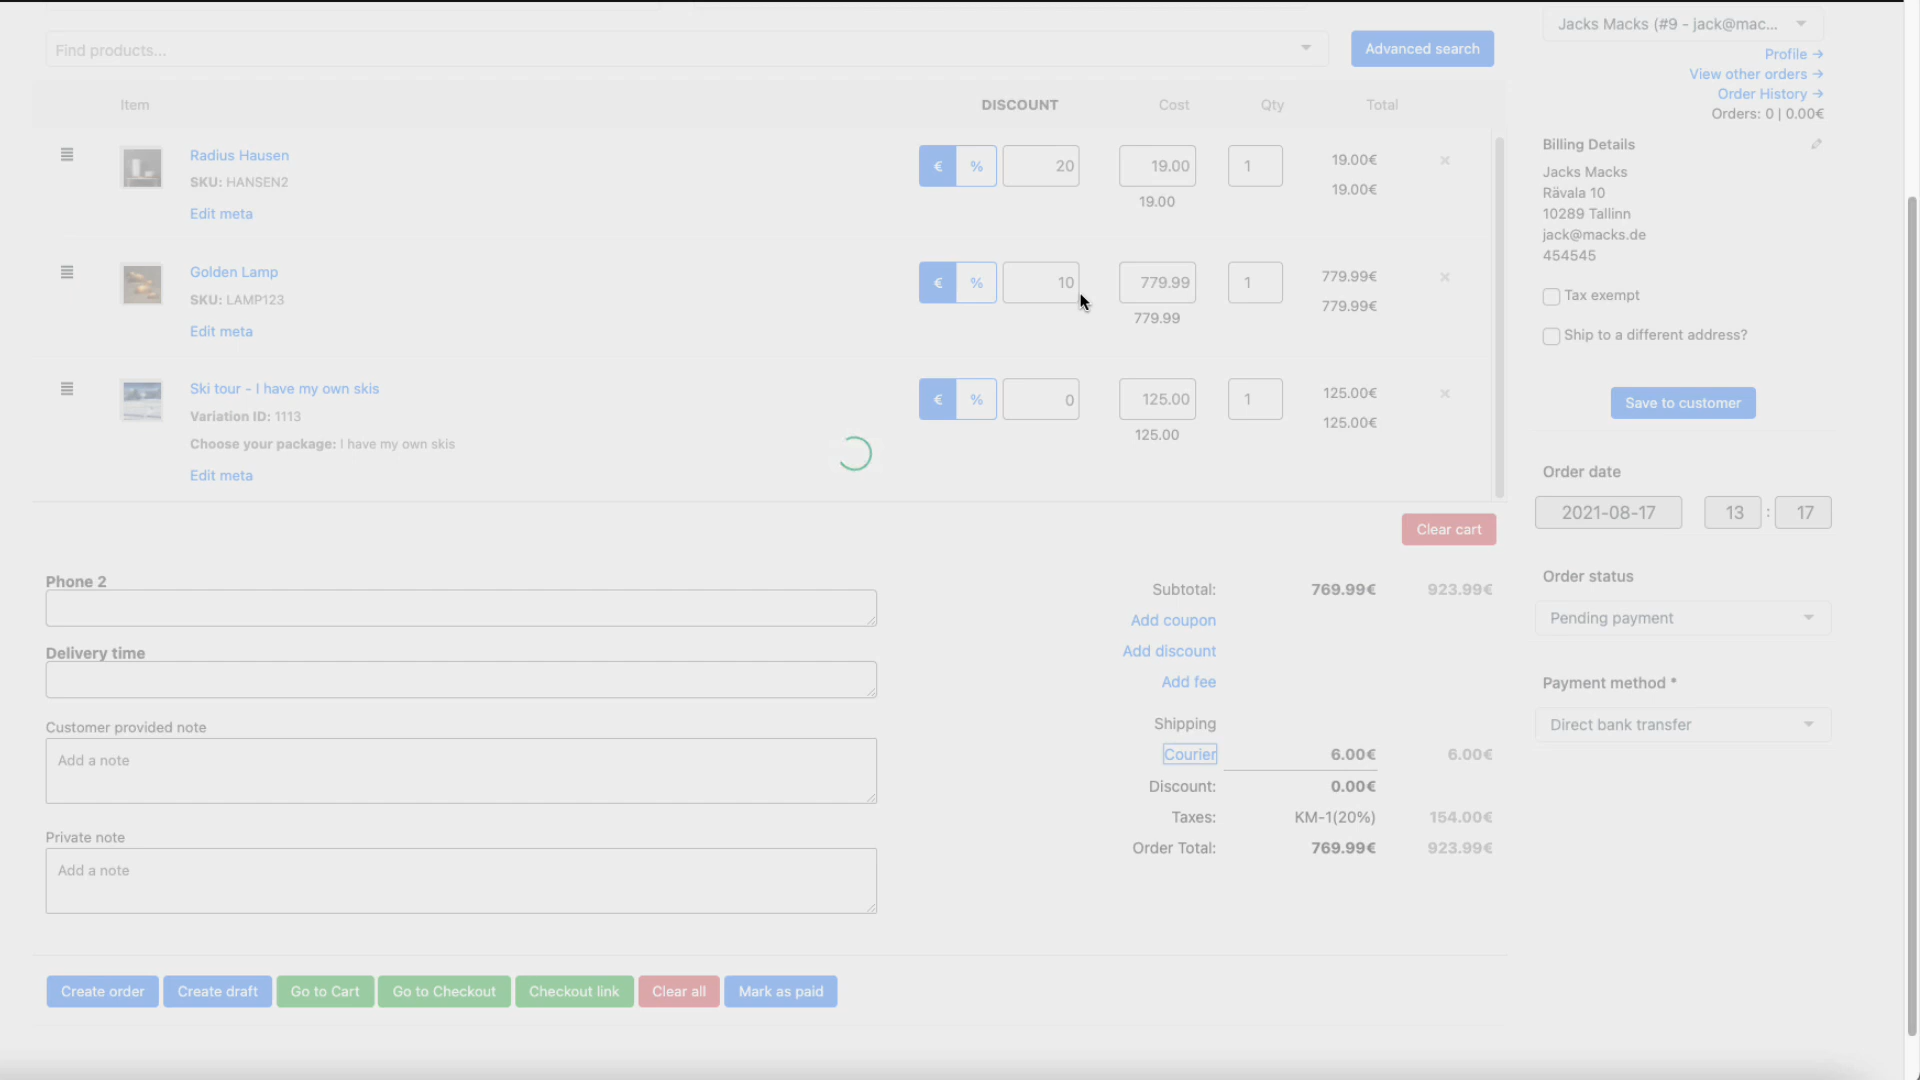 Find products...
Advanced search
Jacks Macks (#9 - jack@mac...
Profile →
View other orders →
Order History →
Orders: 0 | 0.00€
Item DISCOUNT Cost Qty Total
Radius Hausen € % 20 19.00 1 19.00€ ×
SKU: HANSEN2 19.00 19.00€
Edit meta
Golden Lamp € % 10 779.99 1 779.99€ ×
SKU: LAMP123 779.99 779.99€
Edit meta
Ski tour - I have my own skis € % 0 125.00 1 125.00€ ×
Variation ID: 1113 125.00 125.00€
Choose your package: I have my own skis
Edit meta
Billing Details
Jacks Macks
Rävala 10
10289 Tallinn
jack@macks.de
454545
Tax exempt
Ship to a different address?
Save to customer
Order date
2021-08-17 13 : 17
Order status
Pending payment
Payment method *
Direct bank transfer
Clear cart
Phone 2
Delivery time
Customer provided note
Add a note
Private note
Add a note
Subtotal: 769.99€ 923.99€
Add coupon
Add discount
Add fee
Shipping
Courier 6.00€ 6.00€
Discount: 0.00€
Taxes: KM-1(20%) 154.00€
Order Total: 769.99€ 923.99€
Create order Create draft Go to Cart Go to Checkout Checkout link Clear all Mark as paid